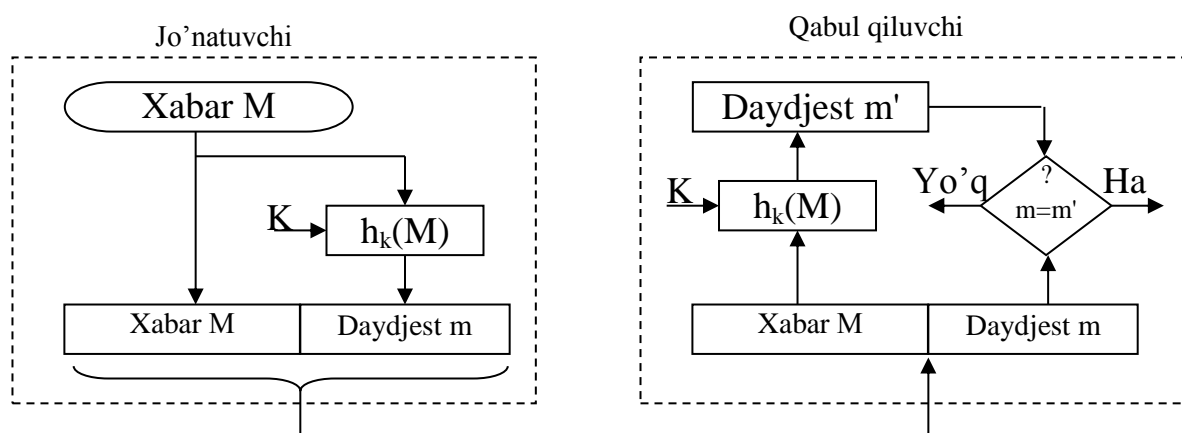 Jo’natuvchi
Xabar M
K
hk(M)
Xabar M
Daydjest m
Qabul qiluvchi
Daydjest m'
K
hk(M)
Yo’q
?
m=m'
Ha
Xabar M
Daydjest m